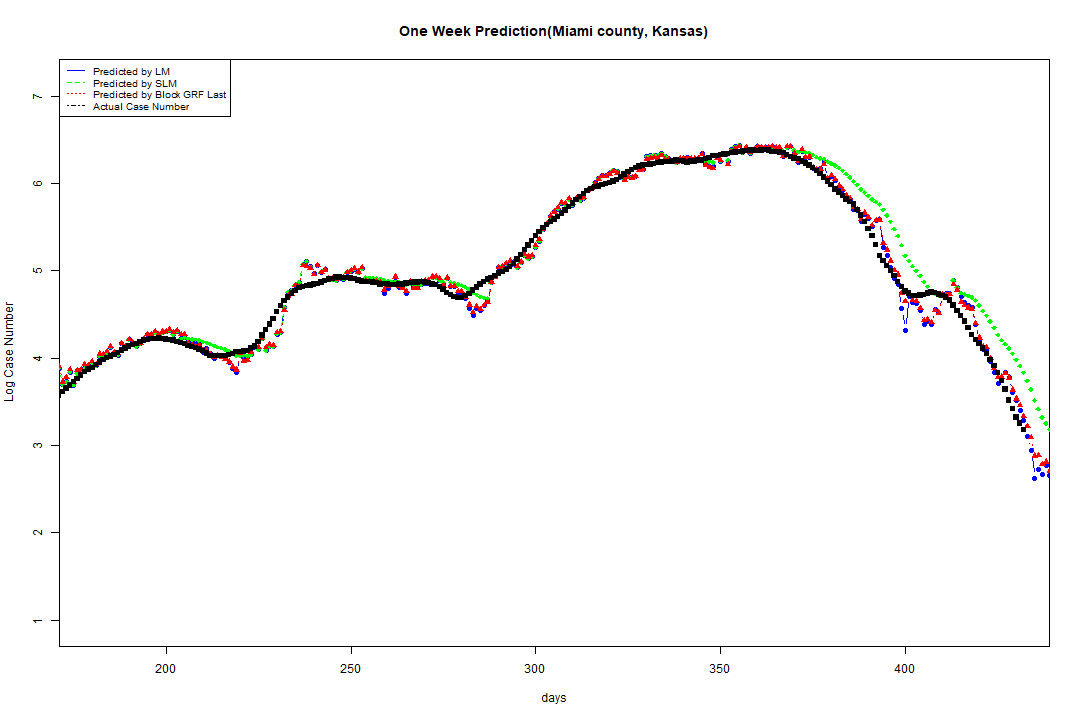 One Week Prediction(Miami county, Kansas)
Predicted by LM
Predicted by SLM
Predicted by Block GRF Last
Actual Case Number
7
6
5
4
3
2
1
Log Case Number
200 250 300 350 400
days